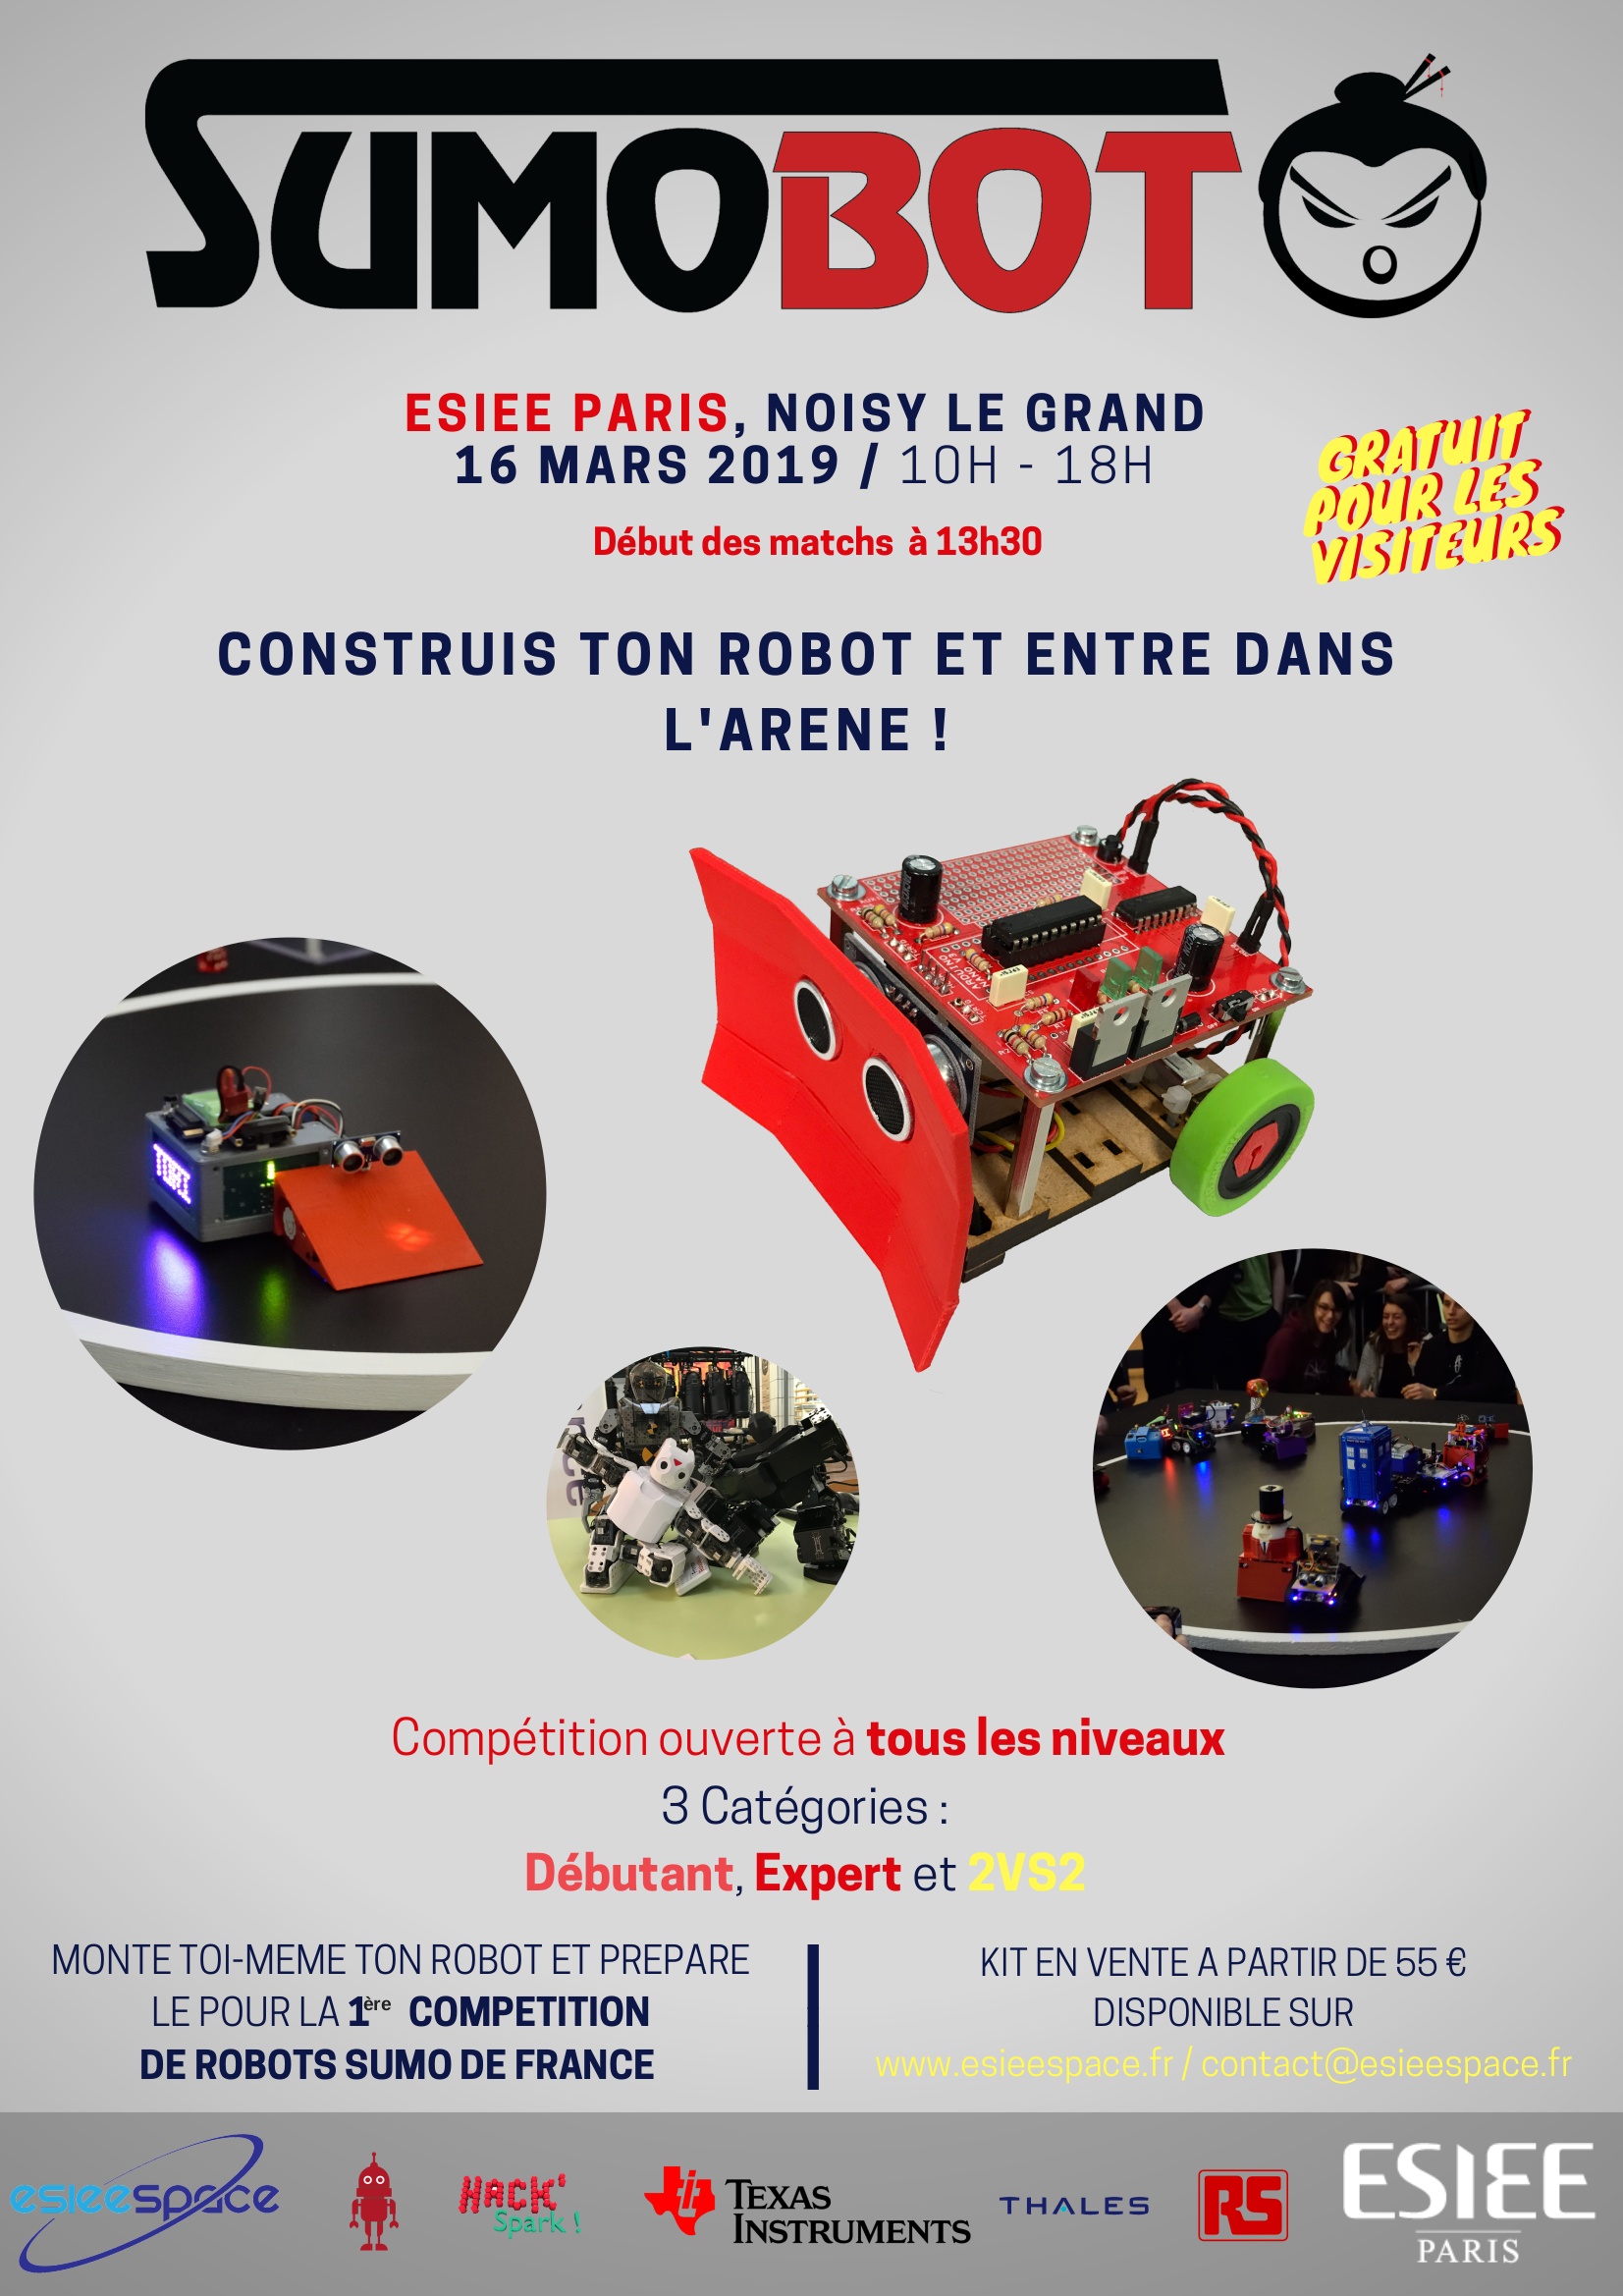 SUMOBOT
ESIEE PARIS, NOISY LE GRAND
16 MARS 2019 / 10H - 18H
GRATUIT
POUR LES
VISITEURS
Début des matchs à 13h30
CONSTRUIS TON ROBOT ET ENTRE DANS
L'ARENE !
ARDUINO
NANO
Compétition ouverte à tous les niveaux
3 Catégories :
Débutant, Expert et 2VS2
MONTE TOI-MEME TON ROBOT ET PREPARE
LE POUR LA 1ère COMPETITION
DE ROBOTS SUMO DE FRANCE
KIT EN VENTE A PARTIR DE 55 €
DISPONIBLE SUR
www.esieespace.fr / contact@esieespace.fr
esieespace
HACK'
Spark !
TEXAS
INSTRUMENTS
THALES
RS
ESIEE
PARIS